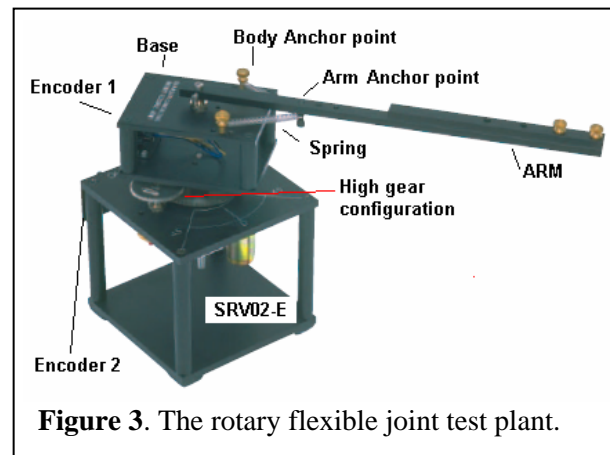 Body Anchor point
Base
Arm Anchor point
Encoder 1
Spring
ARM
High gear
configuration
SRV02-E
Encoder 2
Figure 3. The rotary flexible joint test plant.